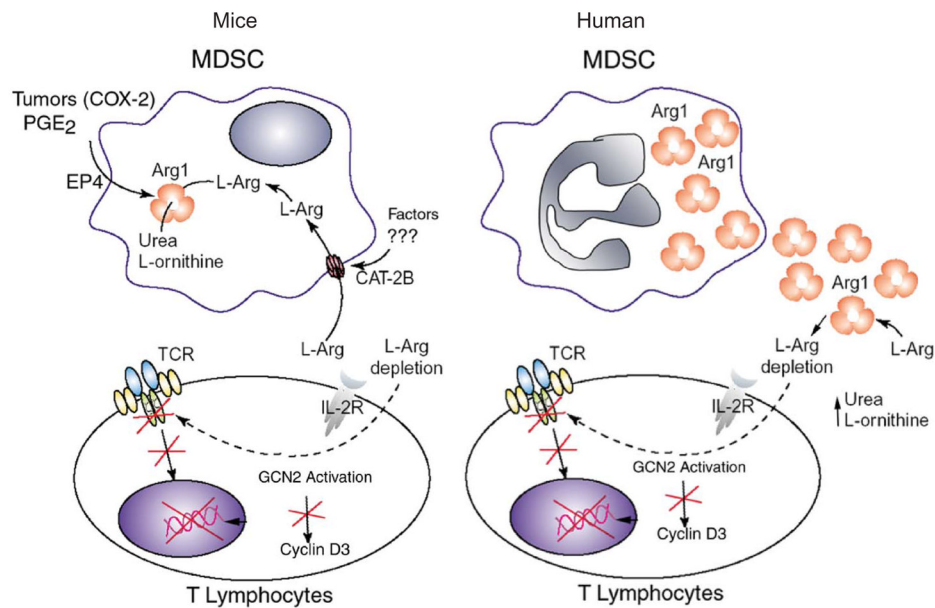 Mice
MDSC
Tumors (COX-2)
PGE2
EP4
Arg1
L-Arg
L-Arg
Urea
L-ornithine
Factors
???
CAT-2B
L-Arg
L-Arg
depletion
TCR
IL-2R
GCN2 Activation
Cyclin D3
T Lymphocytes
Human
MDSC
Arg1
Arg1
Arg1
L-Arg
L-Arg
depletion
Urea
L-ornithine
TCR
IL-2R
GCN2 Activation
Cyclin D3
T Lymphocytes